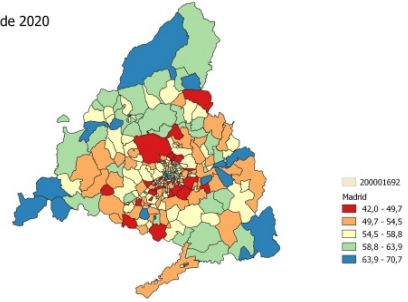 de 2020
200001692
Madrid
42,0 - 49,7
49,7 - 54,5
54,5 - 58,8
58,8 - 63,9
63,9 - 70,7